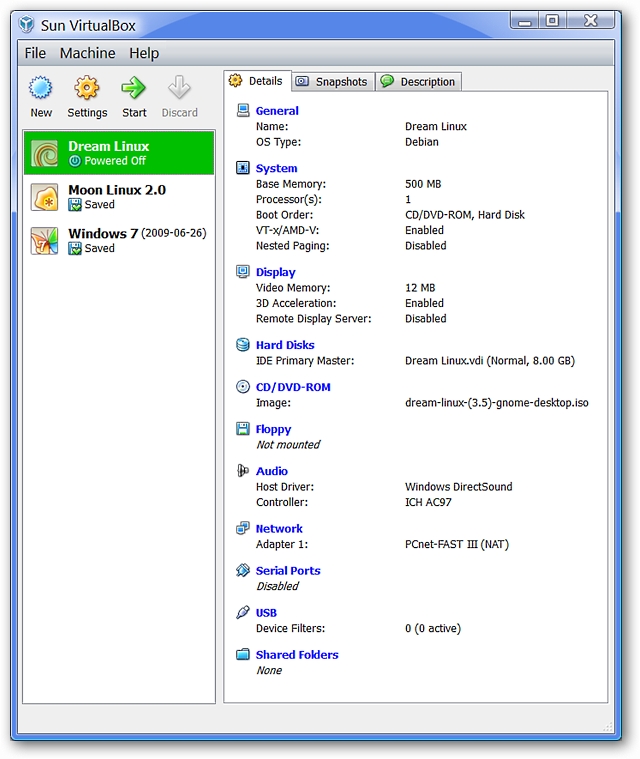 Sun VirtualBox
File Machine Help
New Settings Start Discard
Dream Linux
Powered Off
Moon Linux 2.0
Saved
Windows 7 (2009-06-26)
Saved
Details Snapshots Description
General
Name: Dream Linux
OS Type: Debian
System
Base Memory: 500 MB
Processor(s): 1
Boot Order: CD/DVD-ROM, Hard Disk
VT-x/AMD-V: Enabled
Nested Paging: Disabled
Display
Video Memory: 12 MB
3D Acceleration: Enabled
Remote Display Server: Disabled
Hard Disks
IDE Primary Master: Dream Linux.vdi (Normal, 8.00 GB)
CD/DVD-ROM
Image: dream-linux-(3.5)-gnome-desktop.iso
Floppy
Not mounted
Audio
Host Driver: Windows DirectSound
Controller: ICH AC97
Network
Adapter 1: PCnet-FAST III (NAT)
Serial Ports
Disabled
USB
Device Filters: 0 (0 active)
Shared Folders
None